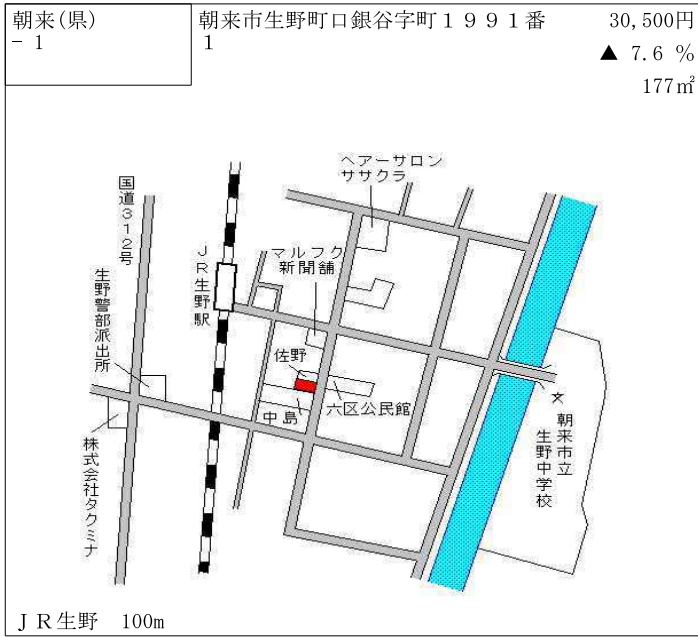 朝来(県)
－ 1
朝来市生野町口銀谷字町１９９１番
1
30,500円
▲ 7.6 %
177㎡
ヘアーサロン
ササクラ
国道312号
JR生野駅
マルフク
新聞舗
生野警部派出所
佐野
中島
六区公民館
文
朝来市立
生野中学校
株式会社タクミナ
ＪＲ生野　100m